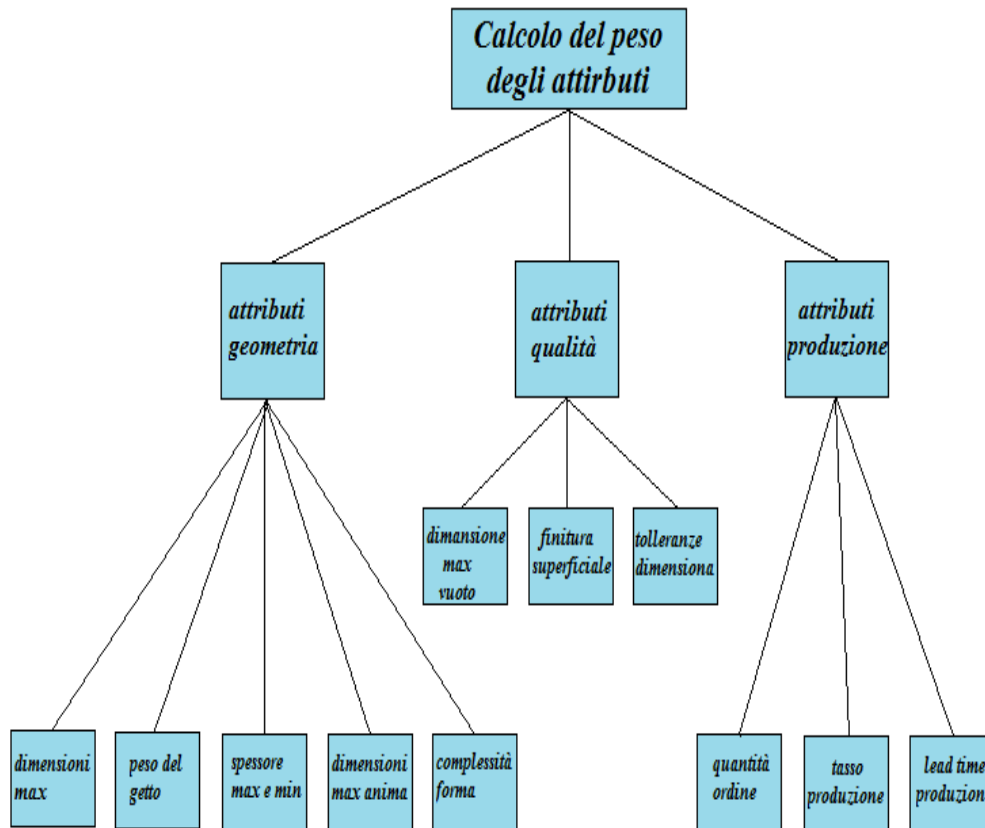 Calcolo del peso
degli attirbuti
attributi
geometria
attributi
qualità
attributi
produzione
dimansione
max
vuoto
finitura
superficiale
tolleranze
dimensiona
dimensioni
max
peso del
getto
spessore
max e min
dimensioni
max anima
complessità
forma
quantità
ordine
tasso
produzione
lead time
produzion